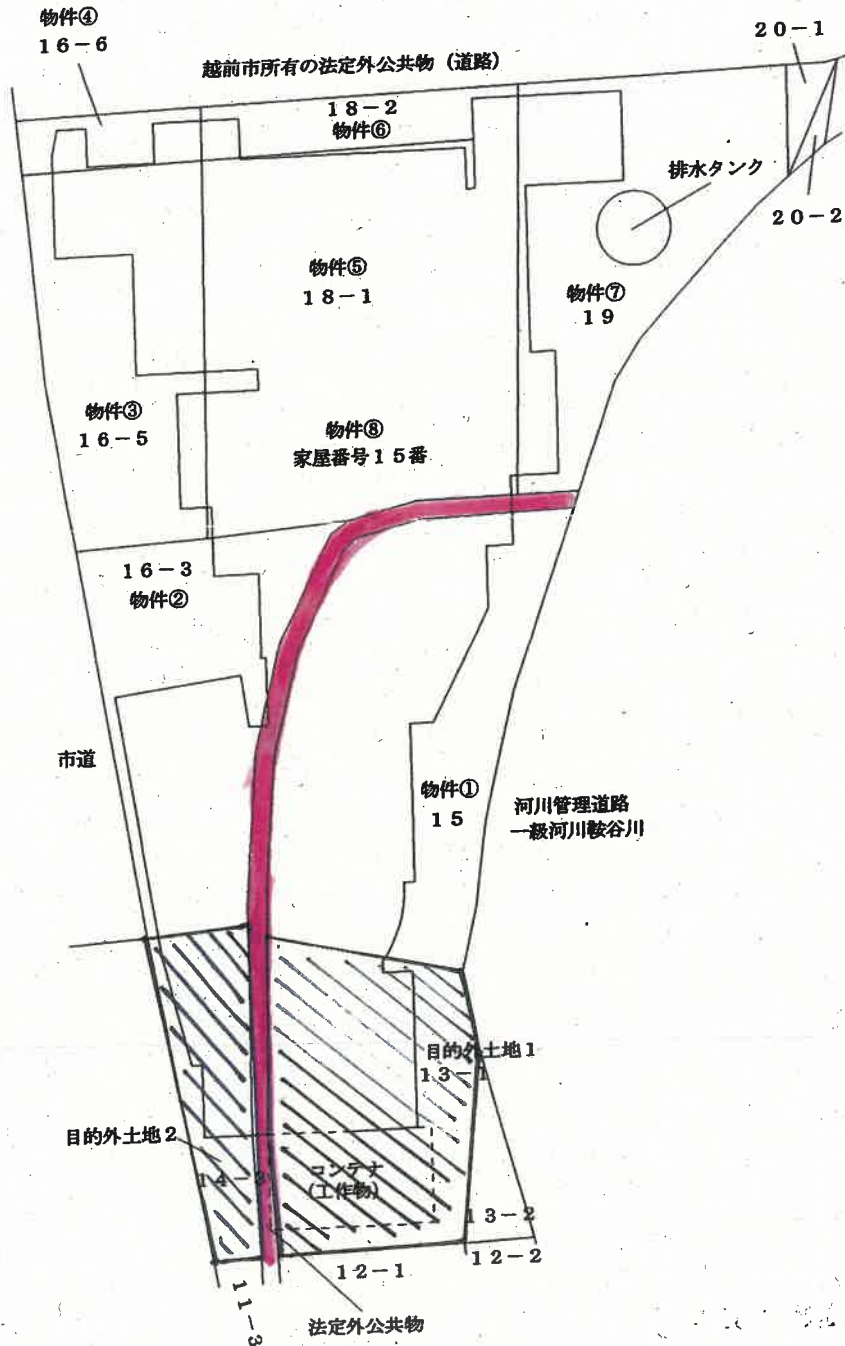 物件④
16-6
20-1
越前市所有の法定外公共物（道路）
18-2
物件⑥
排水タンク
20-2
物件⑤
18-1
物件⑦
19
物件③
16-5
物件⑧
家屋番号15番
16-3
物件②
市道
物件①
15
河川管理道路
一級河川鞍谷川
目的外土地1
13-1
目的外土地2
14-3
コンテナ
(工作物)
13-2
12-2
12-1
11-3
法定外公共物